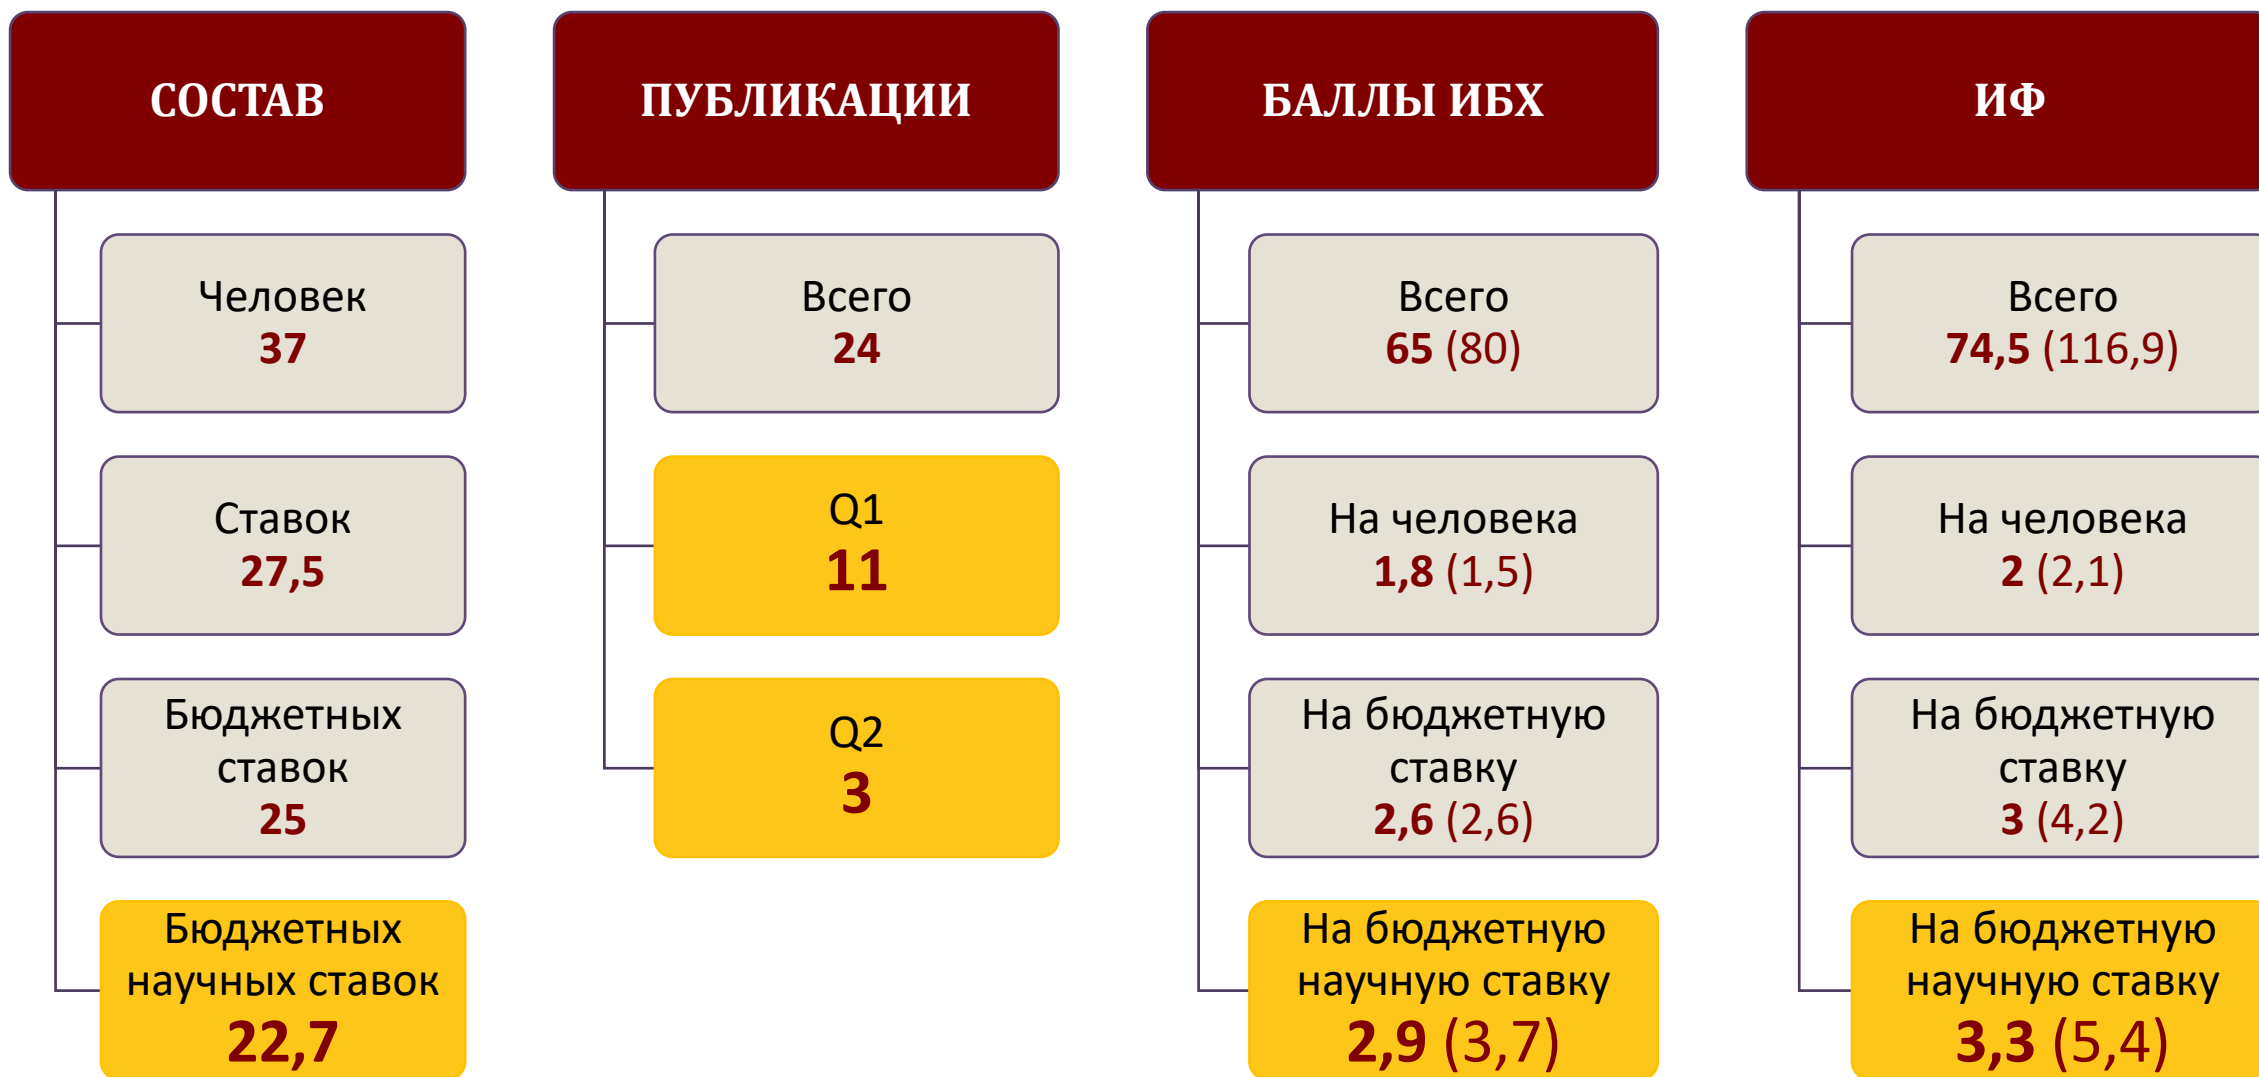 СОСТАВ
Человек
37
Ставок
27,5
Бюджетных
ставок
25
Бюджетных
научных ставок
22,7
ПУБЛИКАЦИИ
Всего
24
Q1
11
Q2
3
БАЛЛЫ ИБХ
Всего
65 (80)
На человека
1,8 (1,5)
На бюджетную
ставку
2,6 (2,6)
На бюджетную
научную ставку
2,9 (3,7)
ИФ
Всего
74,5 (116,9)
На человека
2 (2,1)
На бюджетную
ставку
3 (4,2)
На бюджетную
научную ставку
3,3 (5,4)